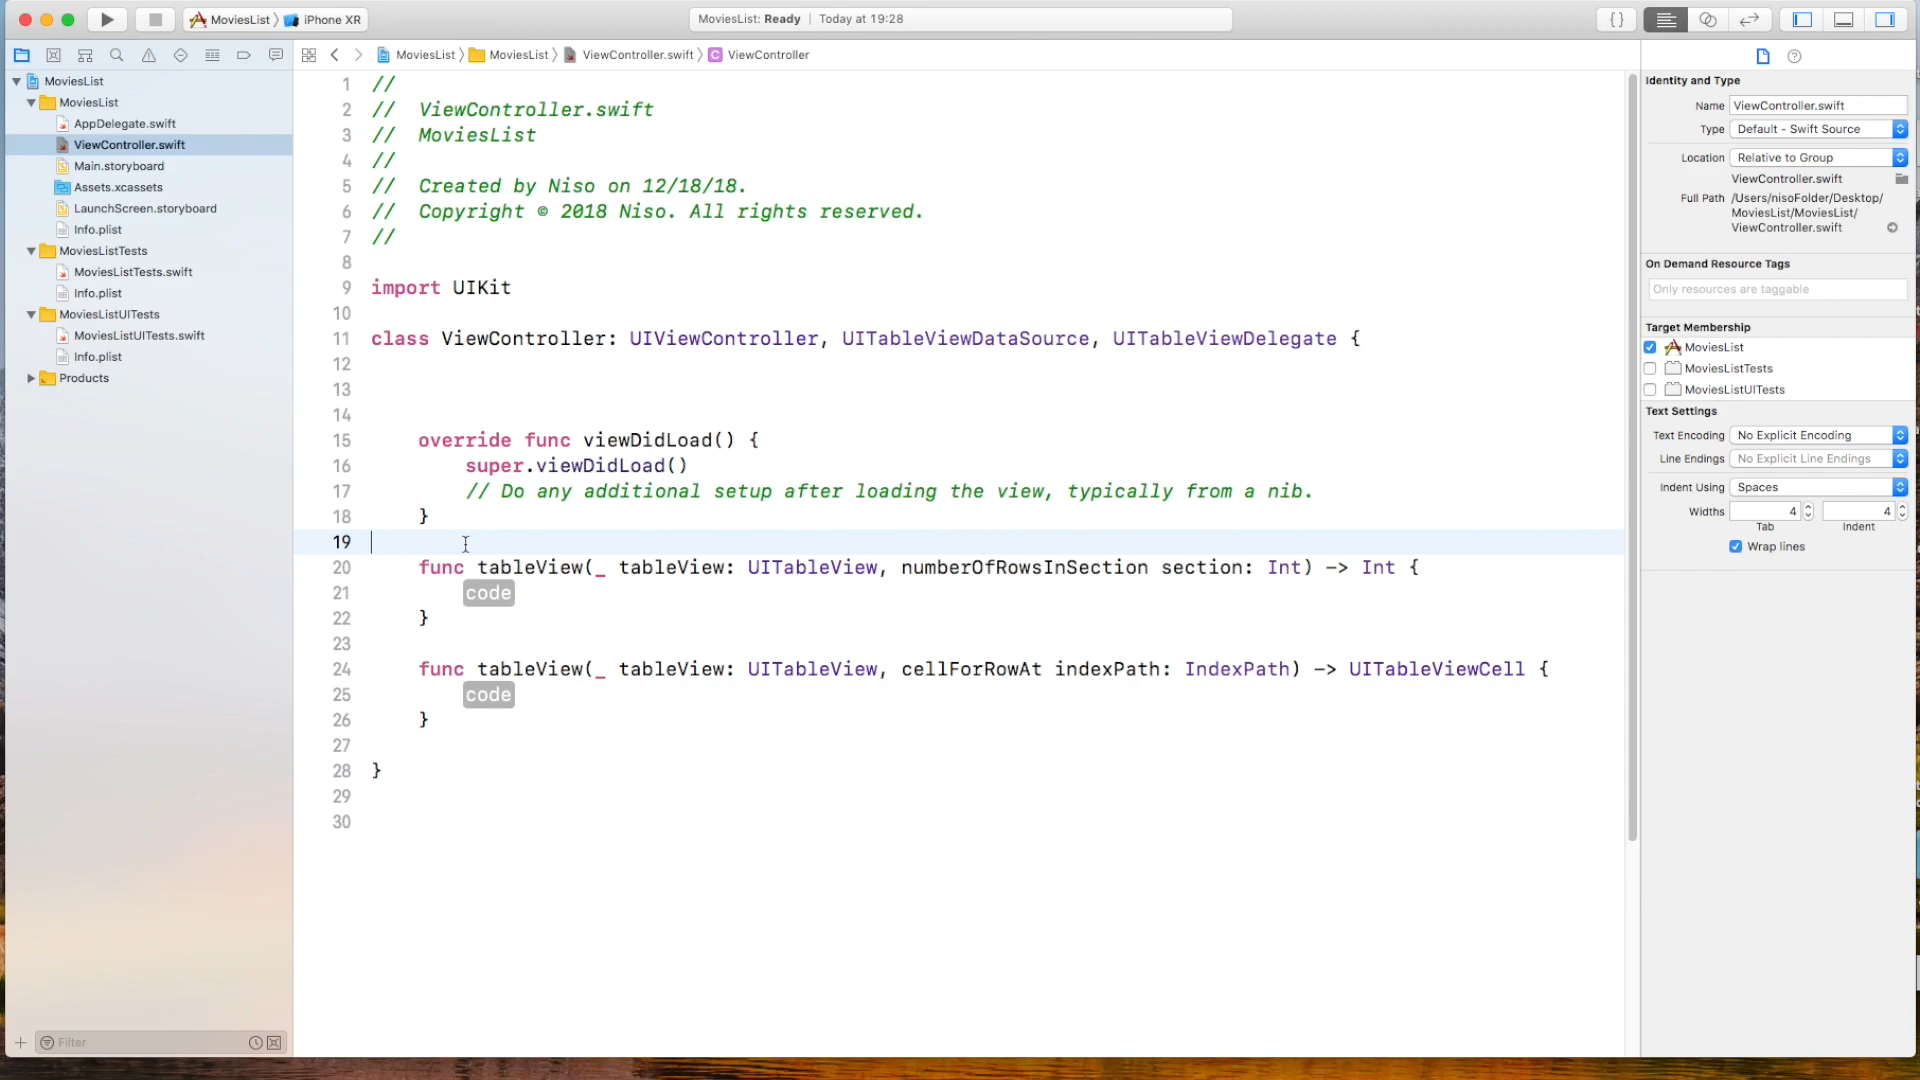 MoviesList
iPhone XR
MoviesList: Ready | Today at 19:28
{ }
MoviesList
MoviesList
ViewController.swift
ViewController
MoviesList
MoviesList
AppDelegate.swift
ViewController.swift
Main.storyboard
Assets.xcassets
LaunchScreen.storyboard
Info.plist
MoviesListTests
MoviesListTests.swift
Info.plist
MoviesListUITests
MoviesListUITests.swift
Info.plist
Products
Filter
1 //
2 //  ViewController.swift
3 //  MoviesList
4 //
5 //  Created by Niso on 12/18/18.
6 //  Copyright © 2018 Niso. All rights reserved.
7 //
8
9 import UIKit
10
11 class ViewController: UIViewController, UITableViewDataSource, UITableViewDelegate {
12
13
14
15     override func viewDidLoad() {
16         super.viewDidLoad()
17         // Do any additional setup after loading the view, typically from a nib.
18     }
19
20     func tableView(_ tableView: UITableView, numberOfRowsInSection section: Int) -> Int {
21         code
22     }
23
24     func tableView(_ tableView: UITableView, cellForRowAt indexPath: IndexPath) -> UITableViewCell {
25         code
26     }
27
28 }
29
30
Identity and Type
Name ViewController.swift
Type Default - Swift Source
Location Relative to Group
ViewController.swift
Full Path /Users/nisoFolder/Desktop/
MoviesList/MoviesList/
ViewController.swift
On Demand Resource Tags
Only resources are taggable
Target Membership
MoviesList
MoviesListTests
MoviesListUITests
Text Settings
Text Encoding No Explicit Encoding
Line Endings No Explicit Line Endings
Indent Using Spaces
Widths 4 4
Tab Indent
Wrap lines